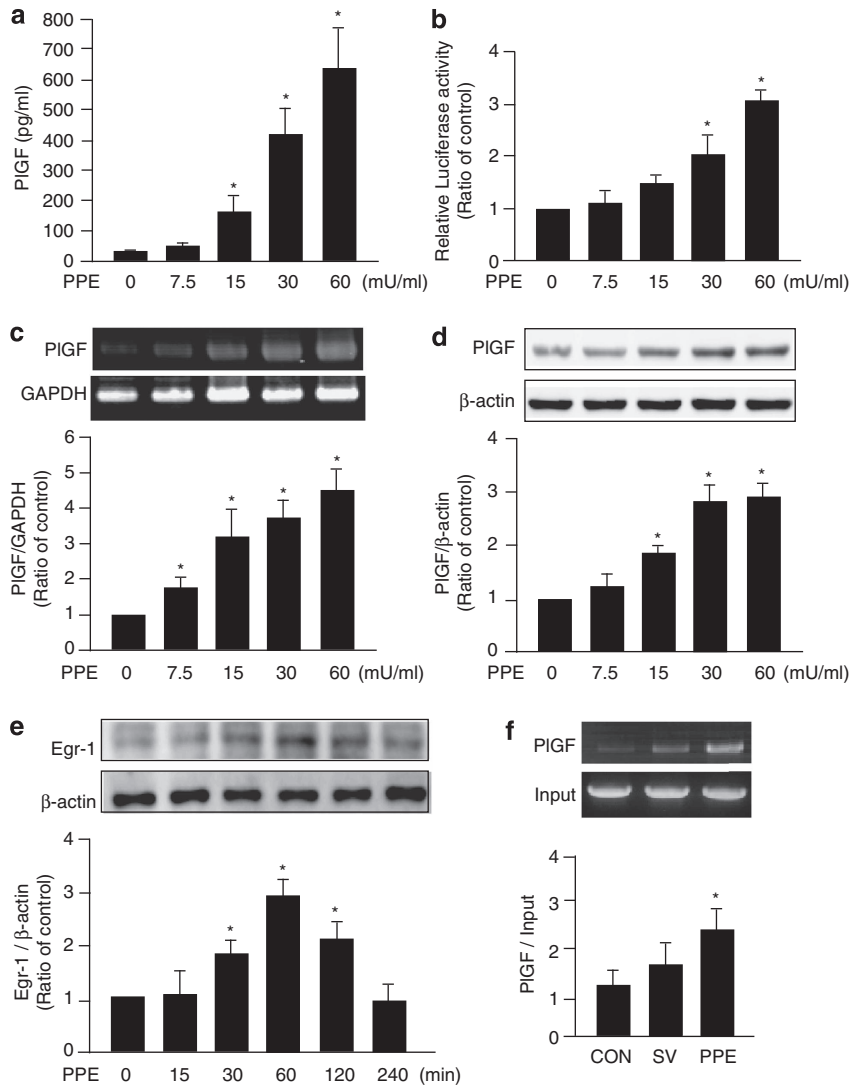 a
PlGF (pg/ml)
800
700
600
500
400
300
200
100
0
* * *
PPE 0 7.5 15 30 60 (mU/ml)
b
Relative Luciferase activity
(Ratio of control)
4
3
2
1
0
* *
PPE 0 7.5 15 30 60 (mU/ml)
c
PlGF
GAPDH
PlGF/GAPDH
(Ratio of control)
6
5
4
3
2
1
0
* * * *
PPE 0 7.5 15 30 60 (mU/ml)
d
PlGF
β-actin
PlGF/β-actin
(Ratio of control)
4
3
2
1
0
* * *
PPE 0 7.5 15 30 60 (mU/ml)
e
Egr-1
β-actin
Egr-1 / β-actin
(Ratio of control)
4
3
2
1
0
* * *
PPE 0 15 30 60 120 240 (min)
f
PlGF
Input
PlGF / Input
4
3
2
1
0
*
CON SV PPE